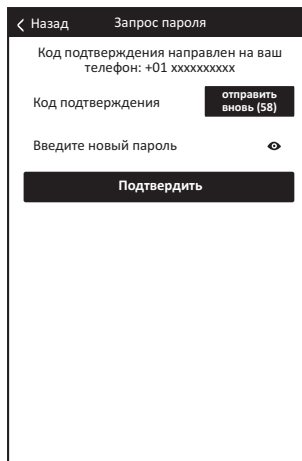 Назад Запрос пароля
Код подтверждения направлен на ваш
телефон: +01 xxxxxxxxxx
Код подтверждения
отправить
вновь (58)
Введите новый пароль
Подтвердить